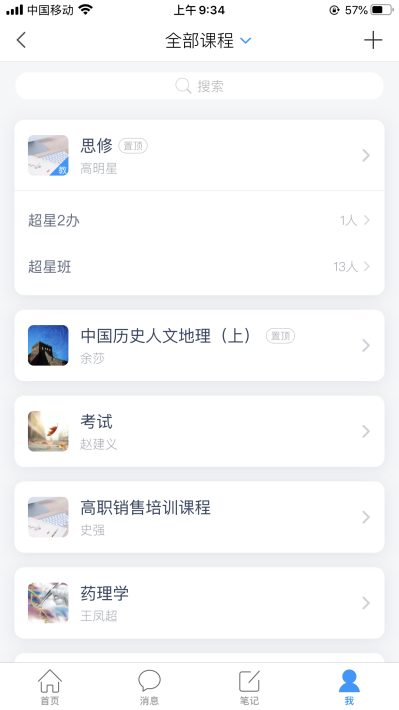 中国移动 上午 9:34 57%
全部课程
搜索
思修 置顶
高明星
教
超星2办 1人
超星班 13人
中国历史人文地理（上） 置顶
余莎
考试
赵建义
高职销售培训课程
史强
药理学
王凤超
首页 消息 笔记 我